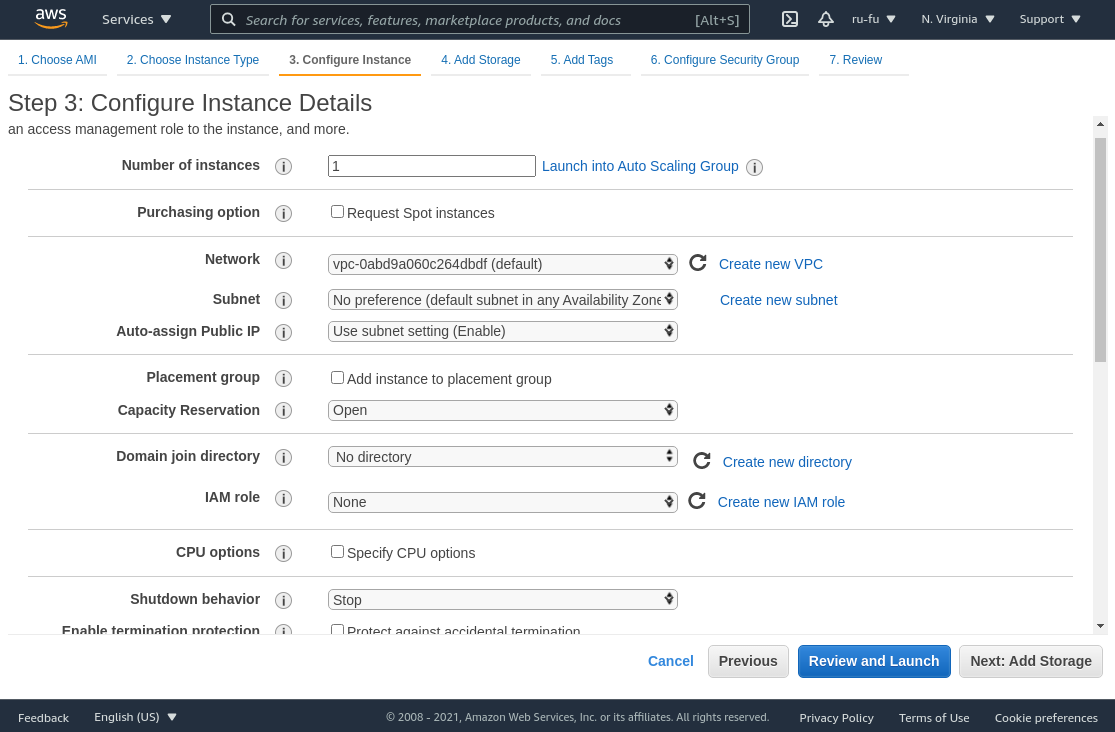 aws Services Search for services, features, marketplace products, and docs [Alt+S] ru-fu N. Virginia Support
1. Choose AMI 2. Choose Instance Type 3. Configure Instance 4. Add Storage 5. Add Tags 6. Configure Security Group 7. Review
Step 3: Configure Instance Details
an access management role to the instance, and more.
Number of instances i 1 Launch into Auto Scaling Group i
Purchasing option i Request Spot instances
Network i vpc-0abd9a060c264dbdf (default) Create new VPC
Subnet i No preference (default subnet in any Availability Zone Create new subnet
Auto-assign Public IP i Use subnet setting (Enable)
Placement group i Add instance to placement group
Capacity Reservation i Open
Domain join directory i No directory Create new directory
IAM role i None Create new IAM role
CPU options i Specify CPU options
Shutdown behavior i Stop
Enable termination protection i Protect against accidental termination
Cancel Previous Review and Launch Next: Add Storage
Feedback English (US) © 2008 - 2021, Amazon Web Services, Inc. or its affiliates. All rights reserved. Privacy Policy Terms of Use Cookie preferences